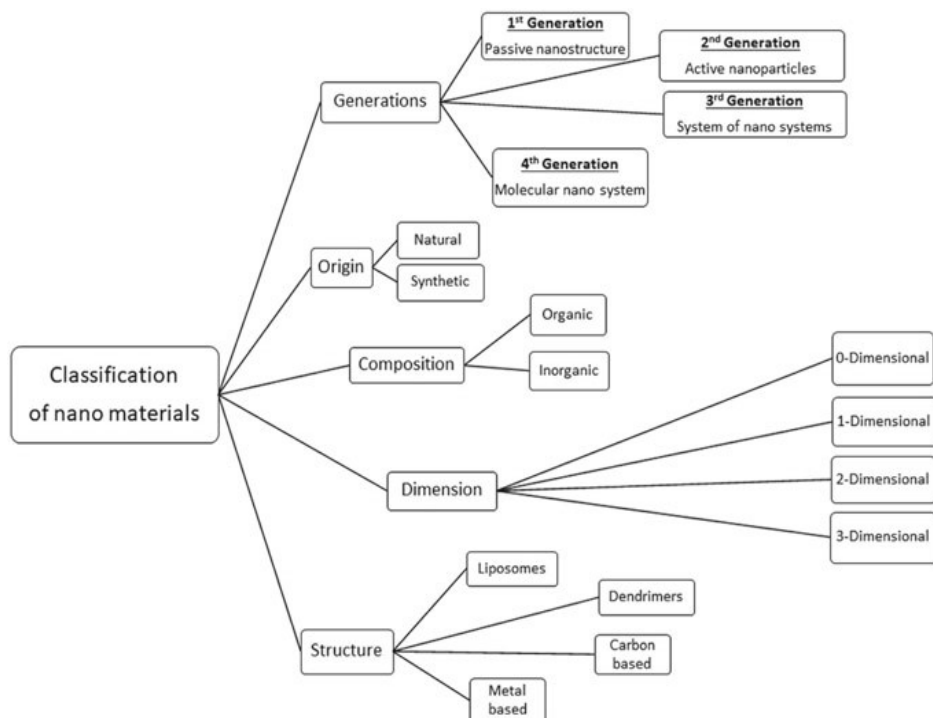 1st Generation
Passive nanostructure
2nd Generation
Active nanoparticles
Generations
3rd Generation
System of nano systems
4th Generation
Molecular nano system
Origin
Natural
Synthetic
Composition
Organic
Inorganic
Classification
of nano materials
Dimension
0-Dimensional
1-Dimensional
2-Dimensional
3-Dimensional
Structure
Liposomes
Dendrimers
Carbon
based
Metal
based